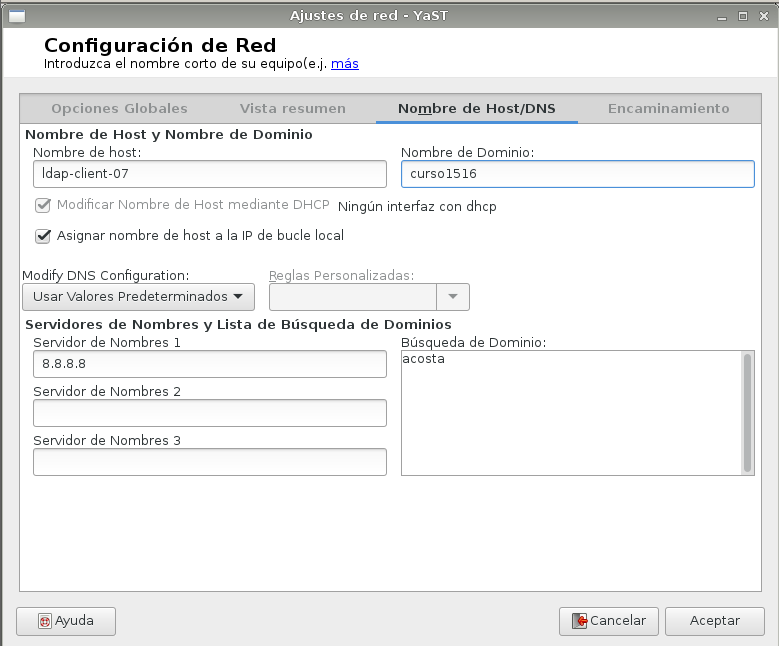 Ajustes de red - YaST
Configuración de Red
Introduzca el nombre corto de su equipo(e.j. más
Opciones Globales Vista resumen Nombre de Host/DNS Encaminamiento
Nombre de Host y Nombre de Dominio
Nombre de host: Nombre de Dominio:
ldap-client-07 curso1516
Modificar Nombre de Host mediante DHCP Ningún interfaz con dhcp
Asignar nombre de host a la IP de bucle local
Modify DNS Configuration: Reglas Personalizadas:
Usar Valores Predeterminados
Servidores de Nombres y Lista de Búsqueda de Dominios
Servidor de Nombres 1 Búsqueda de Dominio:
8.8.8.8 acosta
Servidor de Nombres 2
Servidor de Nombres 3
Ayuda Cancelar Aceptar